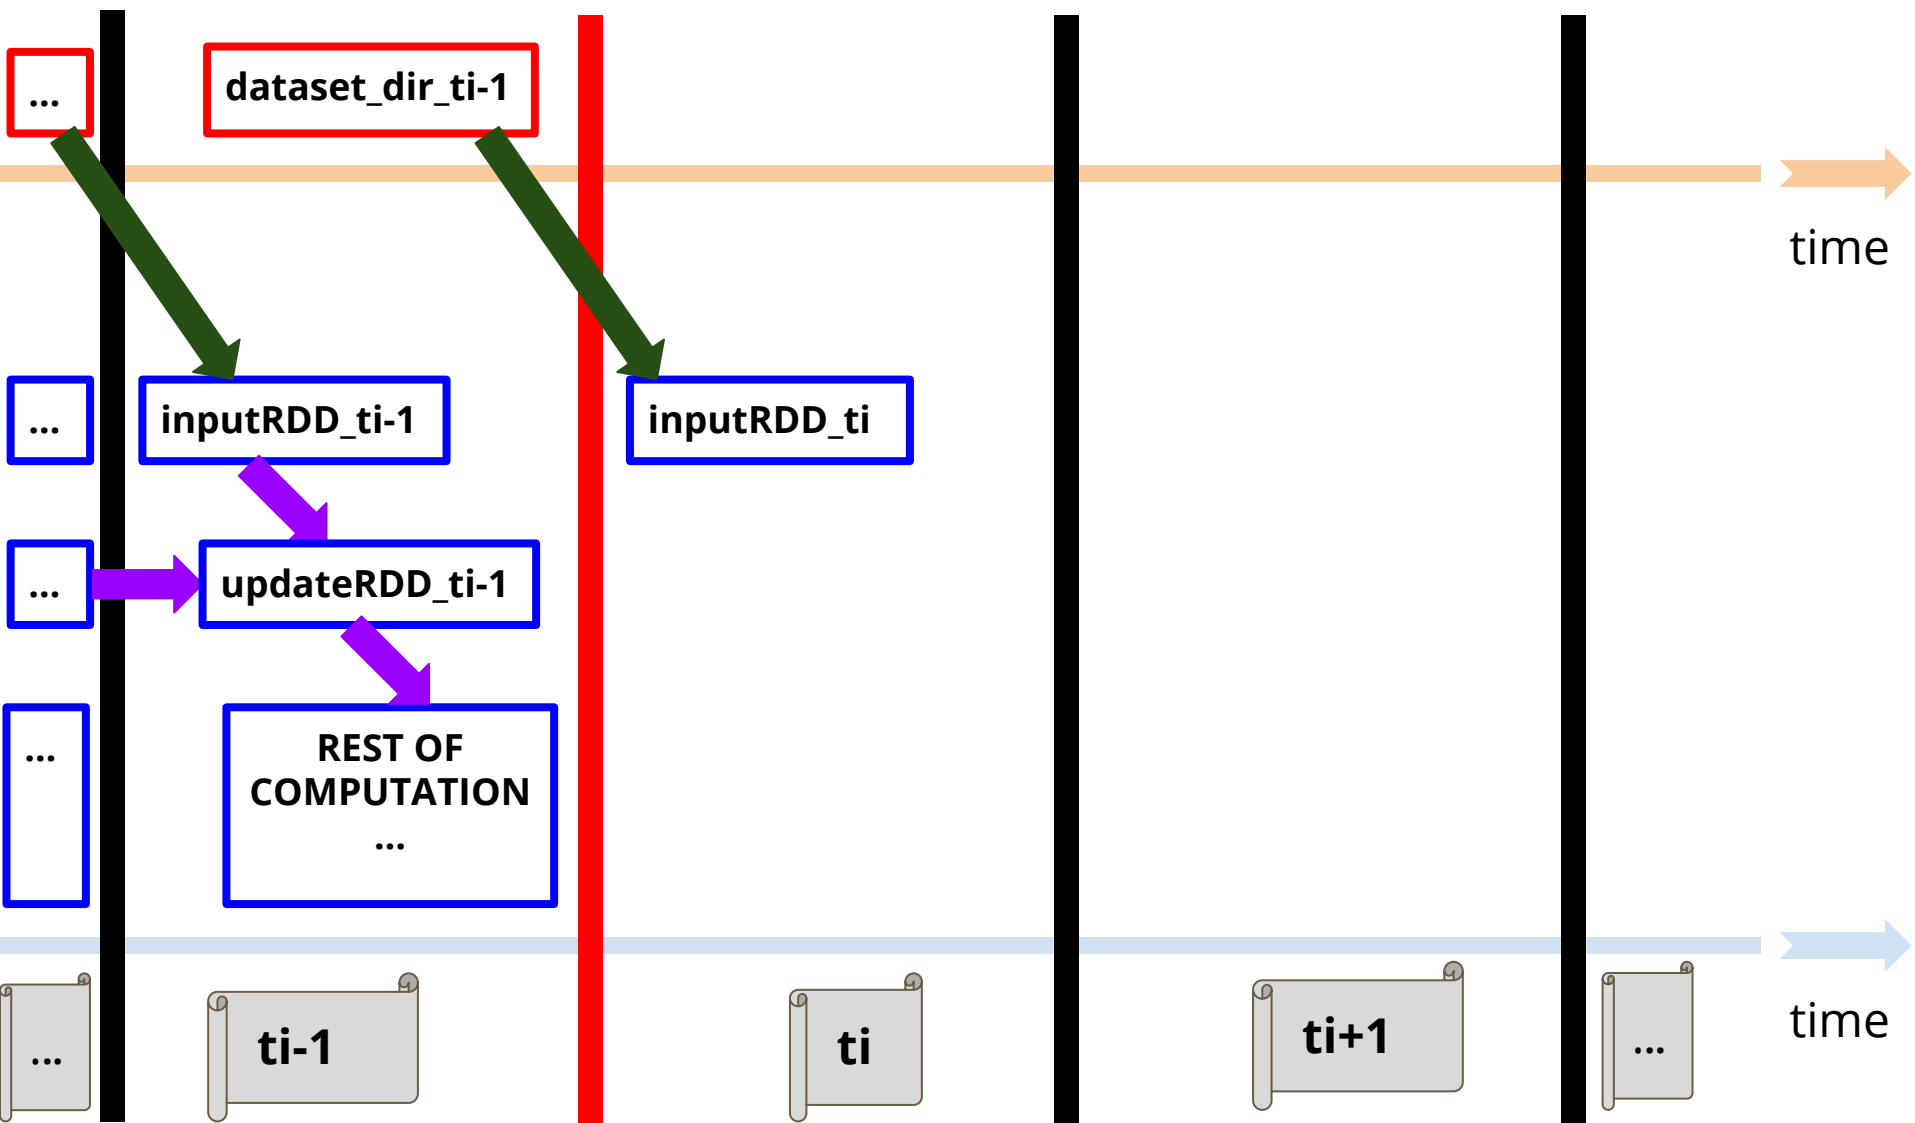 ...
dataset_dir_ti-1
time
...
inputRDD_ti-1
inputRDD_ti
...
updateRDD_ti-1
...
REST OF
COMPUTATION
...
...
ti-1
ti
ti+1
...
time